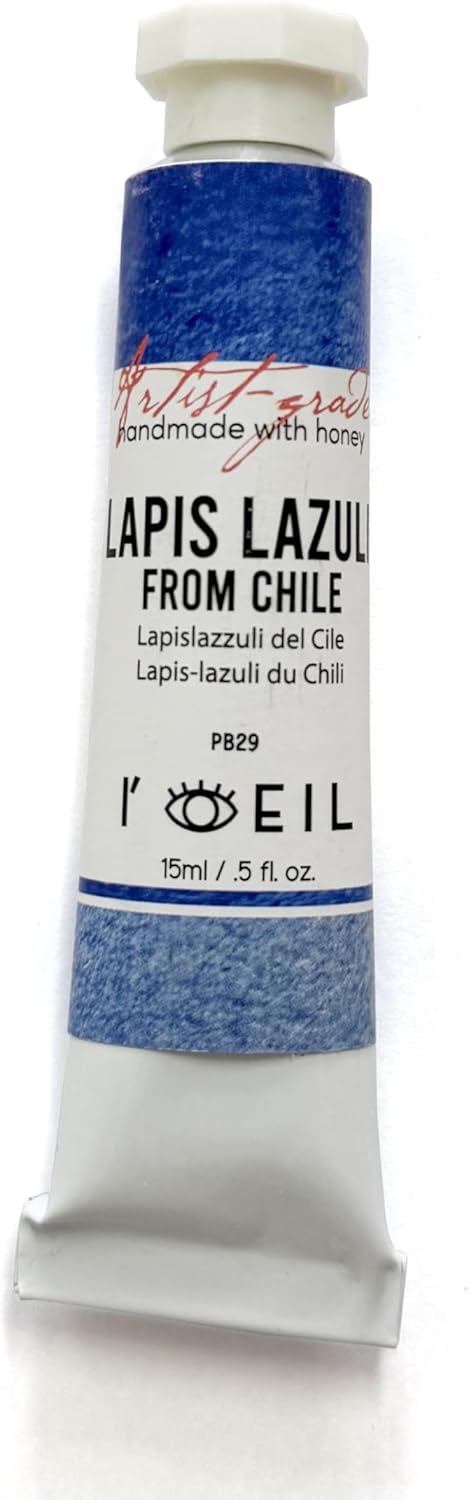 Artist-grade
handmade with honey
LAPIS LAZULI
FROM CHILE
Lapislazzuli del Cile
Lapis-lazuli du Chili
PB29
l'OEIL
15ml / .5 fl. oz.